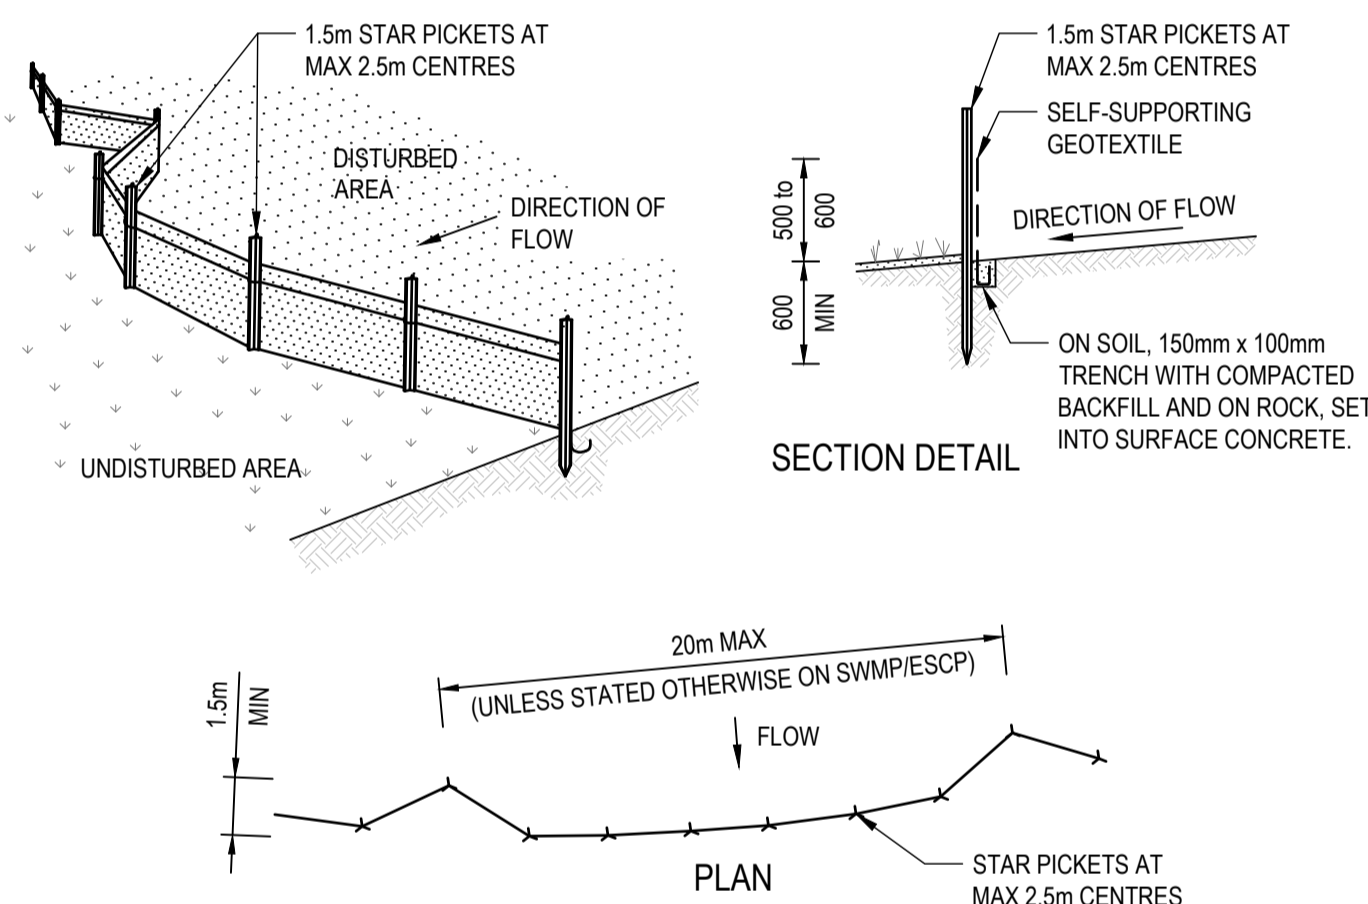 1.5m STAR PICKETS AT
MAX 2.5m CENTRES
DISTURBED
AREA
DIRECTION OF
FLOW
UNDISTURBED AREA
1.5m STAR PICKETS AT
MAX 2.5m CENTRES
SELF-SUPPORTING
GEOTEXTILE
500 to
600
DIRECTION OF FLOW
600
MIN
ON SOIL, 150mm x 100mm
TRENCH WITH COMPACTED
BACKFILL AND ON ROCK, SET
INTO SURFACE CONCRETE.
SECTION DETAIL
20m MAX
(UNLESS STATED OTHERWISE ON SWMP/ESCP)
1.5m
MIN
FLOW
STAR PICKETS AT
MAX 2.5m CENTRES
PLAN